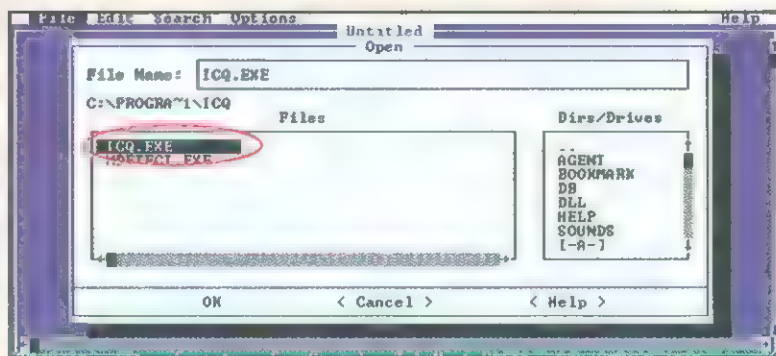 File Edit Search Options Help
Untitled
Open
File Name: ICQ.EXE
C:\PROGRA~1\ICQ
Files Dirs/Drives
ICQ.EXE ..
AGENT
BOOKMARK
DB
DLL
HELP
SOUNDS
[-A-]
OK < Cancel > < Help >